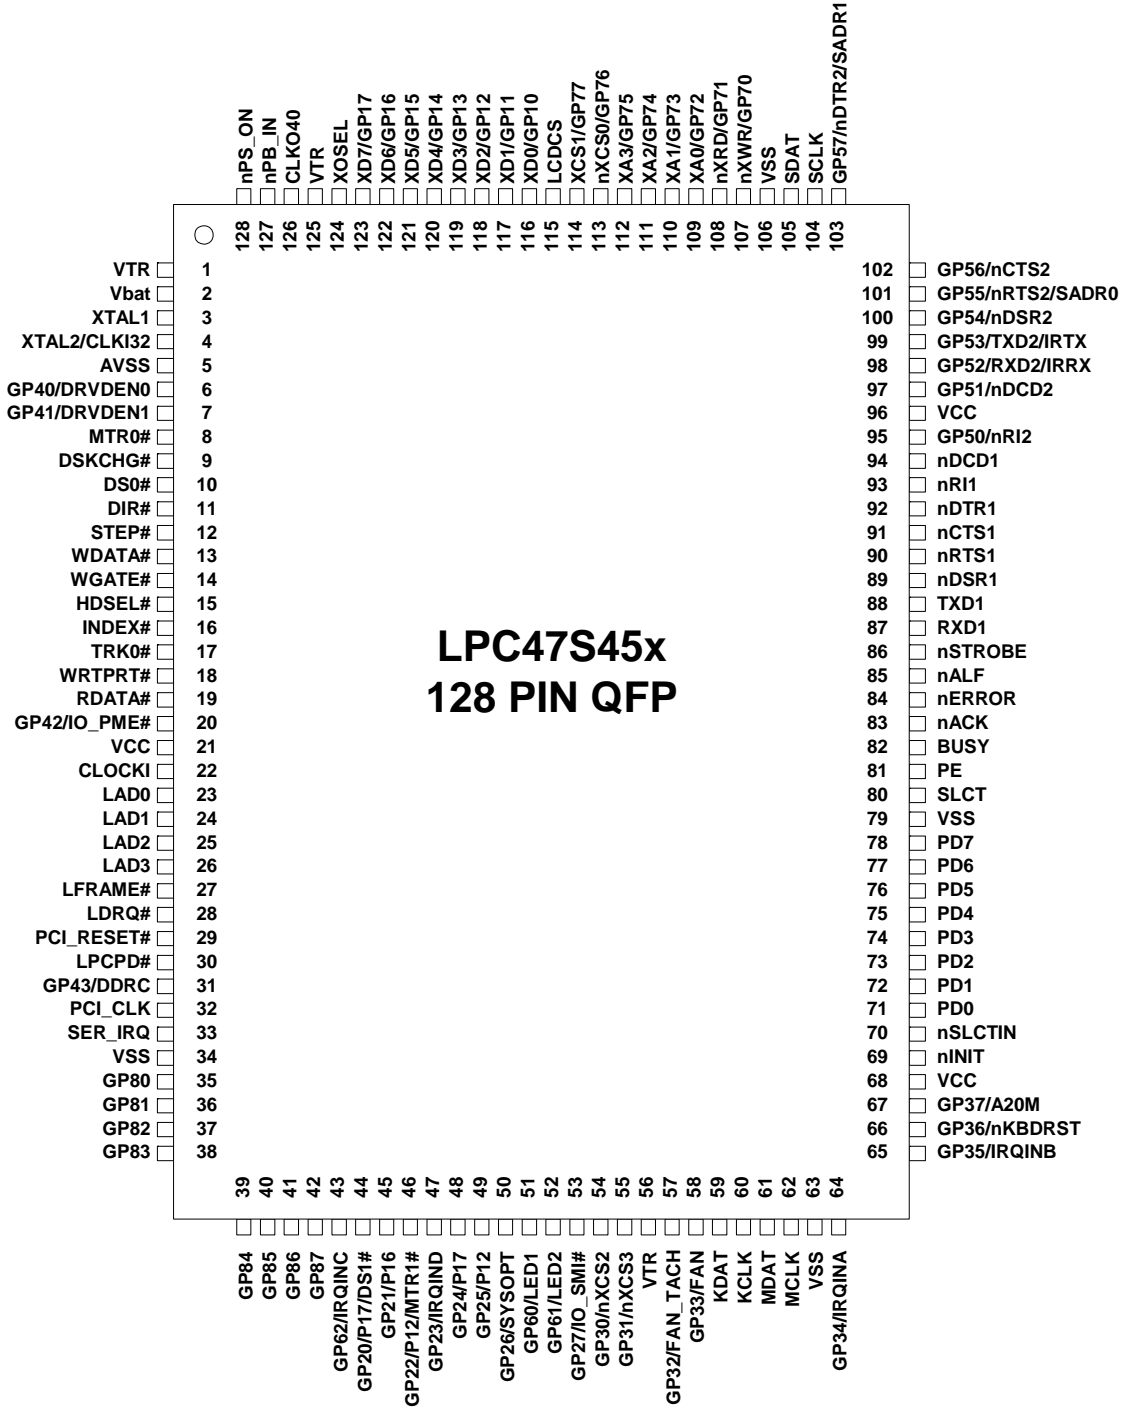 nPS_ON
nPB_IN
CLKO40
VTR
XOSEL
XD7/GP17
XD6/GP16
XD5/GP15
XD4/GP14
XD3/GP13
XD2/GP12
XD1/GP11
XD0/GP10
LCDCS
XCS1/GP77
nXCS0/GP76
XA3/GP75
XA2/GP74
XA1/GP73
XA0/GP72
nXRD/GP71
nXWR/GP70
VSS
SDAT
SCLK
GP57/nDTR2/SADR1
128
127
126
125
124
123
122
121
120
119
118
117
116
115
114
113
112
111
110
109
108
107
106
105
104
103
VTR 1
Vbat 2
XTAL1 3
XTAL2/CLKI32 4
AVSS 5
GP40/DRVDEN0 6
GP41/DRVDEN1 7
MTR0# 8
DSKCHG# 9
DS0# 10
DIR# 11
STEP# 12
WDATA# 13
WGATE# 14
HDSEL# 15
INDEX# 16
TRK0# 17
WRTPRT# 18
RDATA# 19
GP42/IO_PME# 20
VCC 21
CLOCKI 22
LAD0 23
LAD1 24
LAD2 25
LAD3 26
LFRAME# 27
LDRQ# 28
PCI_RESET# 29
LPCPD# 30
GP43/DDRC 31
PCI_CLK 32
SER_IRQ 33
VSS 34
GP80 35
GP81 36
GP82 37
GP83 38
LPC47S45x
128 PIN QFP
102 GP56/nCTS2
101 GP55/nRTS2/SADR0
100 GP54/nDSR2
99 GP53/TXD2/IRTX
98 GP52/RXD2/IRRX
97 GP51/nDCD2
96 VCC
95 GP50/nRI2
94 nDCD1
93 nRI1
92 nDTR1
91 nCTS1
90 nRTS1
89 nDSR1
88 TXD1
87 RXD1
86 nSTROBE
85 nALF
84 nERROR
83 nACK
82 BUSY
81 PE
80 SLCT
79 VSS
78 PD7
77 PD6
76 PD5
75 PD4
74 PD3
73 PD2
72 PD1
71 PD0
70 nSLCTIN
69 nINIT
68 VCC
67 GP37/A20M
66 GP36/nKBDRST
65 GP35/IRQINB
39
40
41
42
43
44
45
46
47
48
49
50
51
52
53
54
55
56
57
58
59
60
61
62
63
64
GP84
GP85
GP86
GP87
GP62/IRQINC
GP20/P17/DS1#
GP21/P16
GP22/P12/MTR1#
GP23/IRQIND
GP24/P17
GP25/P12
GP26/SYSOPT
GP60/LED1
GP61/LED2
GP27/IO_SMI#
GP30/nXCS2
GP31/nXCS3
VTR
GP32/FAN_TACH
GP33/FAN
KDAT
KCLK
MDAT
MCLK
VSS
GP34/IRQINA